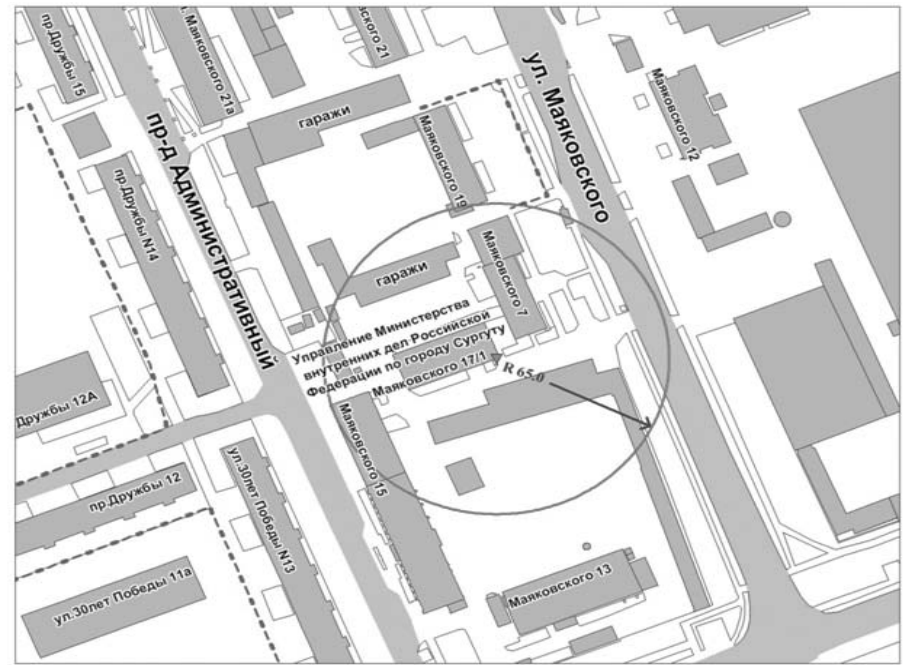 пр.Дружбы 15
Маяковского 21а
Маяковского 21
гаражи
ул. Маяковского
Маяковского 12
пр-д Административный
Маяковского 19
пр.Дружбы N14
гаражи
Маяковского 7
Управление Министерства
внутренних дел Российской
Федерации по городу Сургуту
Маяковского 17/1
R 65.0
Дружбы 12А
Маяковского 15
пр.Дружбы 12
ул.30лет Победы N13
ул.30лет Победы 11а
Маяковского 13